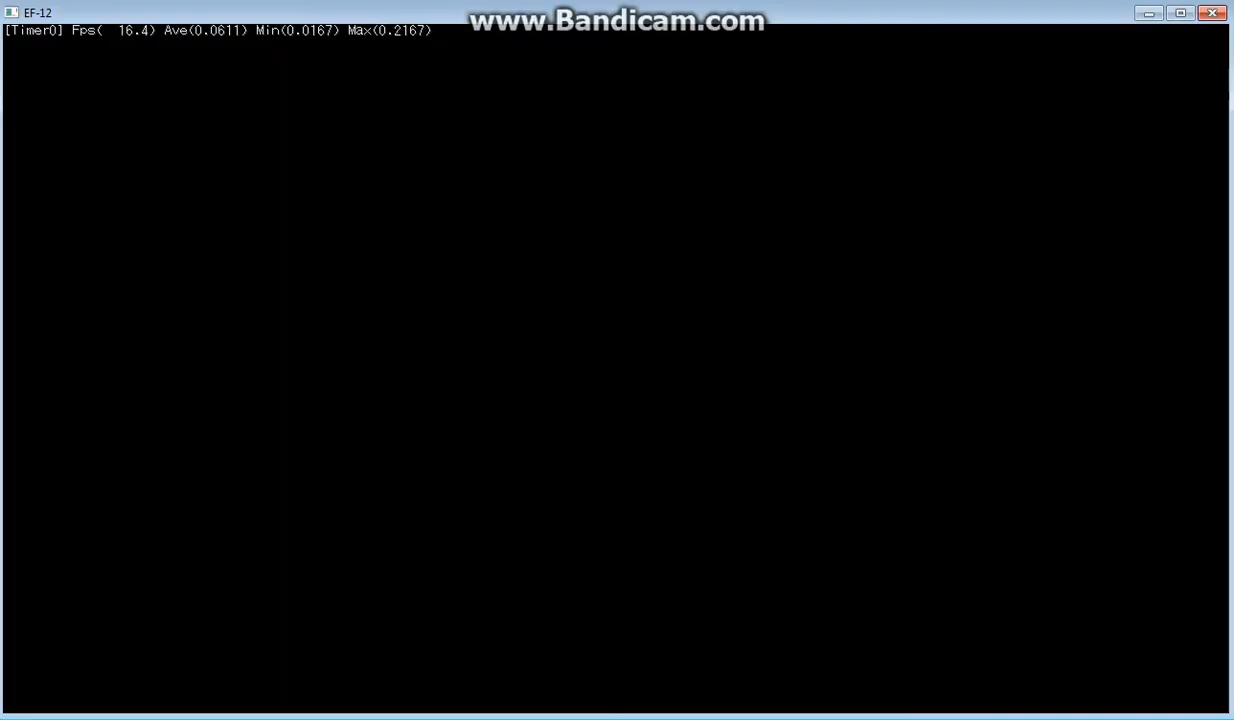 EF-12
www.Bandicam.com
[Timer0] Fps( 16.4) Ave(0.0611) Min(0.0167) Max(0.2167)